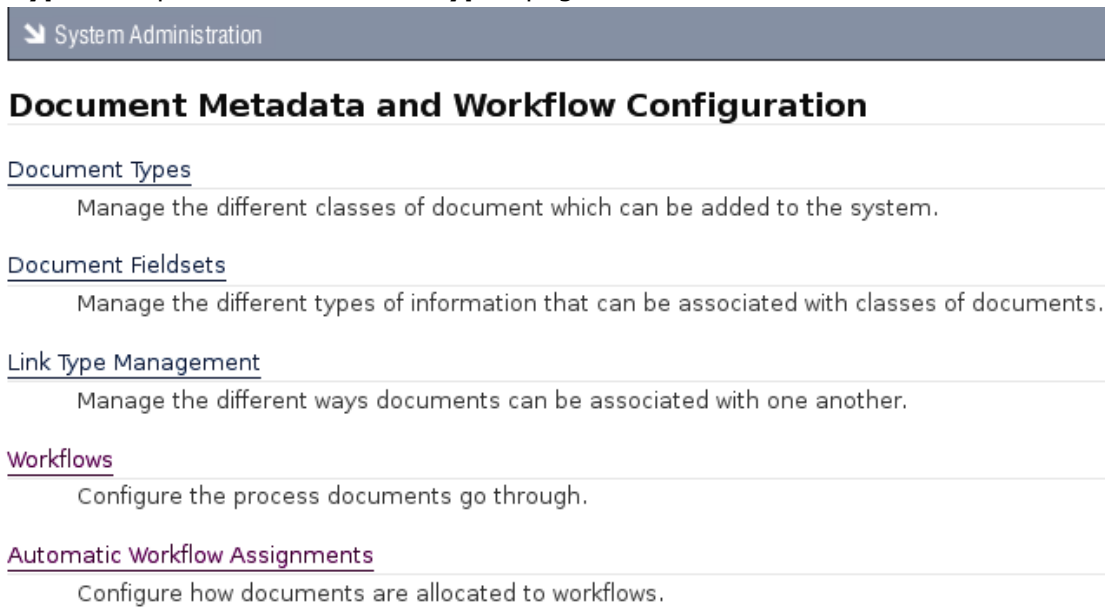 System Administration
Document Metadata and Workflow Configuration
Document Types
Manage the different classes of document which can be added to the system.
Document Fieldsets
Manage the different types of information that can be associated with classes of documents.
Link Type Management
Manage the different ways documents can be associated with one another.
Workflows
Configure the process documents go through.
Automatic Workflow Assignments
Configure how documents are allocated to workflows.